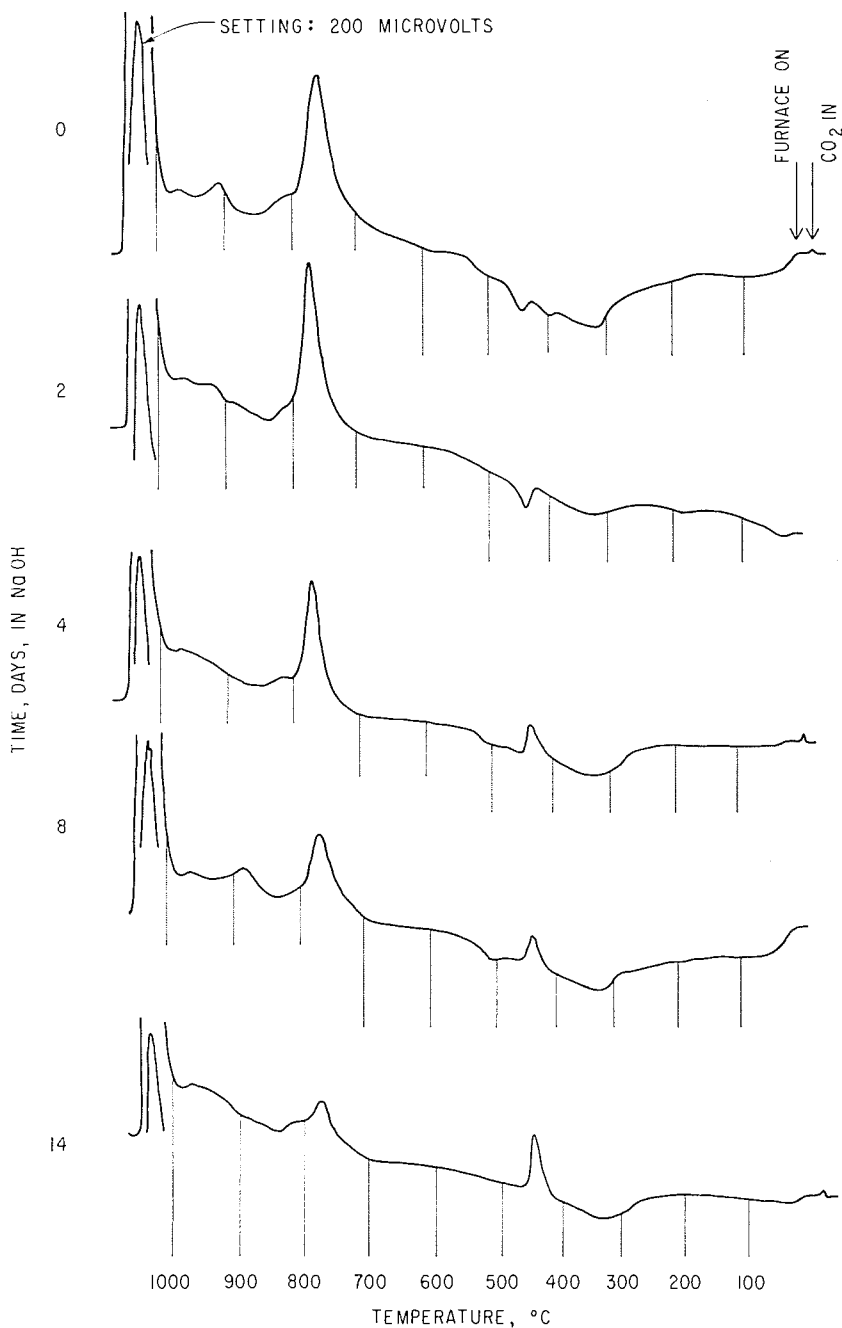 SETTING: 200 MICROVOLTS
FURNACE ON
CO2 IN
0
2
4
8
14
TIME, DAYS, IN NaOH
1000 900 800 700 600 500 400 300 200 100
TEMPERATURE, °C